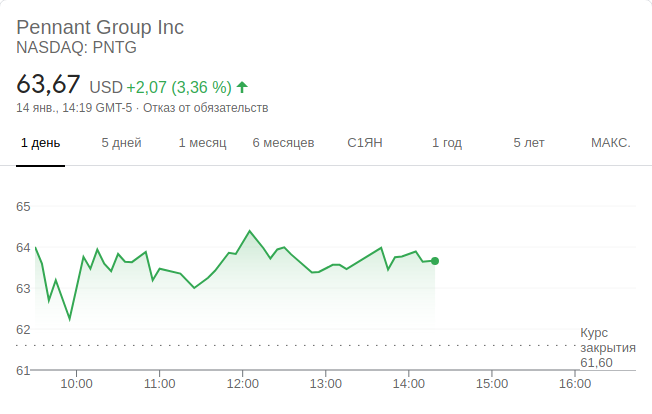 Pennant Group Inc
NASDAQ: PNTG
63,67 USD +2,07 (3,36 %)
14 янв., 14:19 GMT-5 · Отказ от обязательств
1 день 5 дней 1 месяц 6 месяцев С1ЯН 1 год 5 лет МАКС.
65
64
63
62
61
Курс
закрытия
61,60
10:00 11:00 12:00 13:00 14:00 15:00 16:00